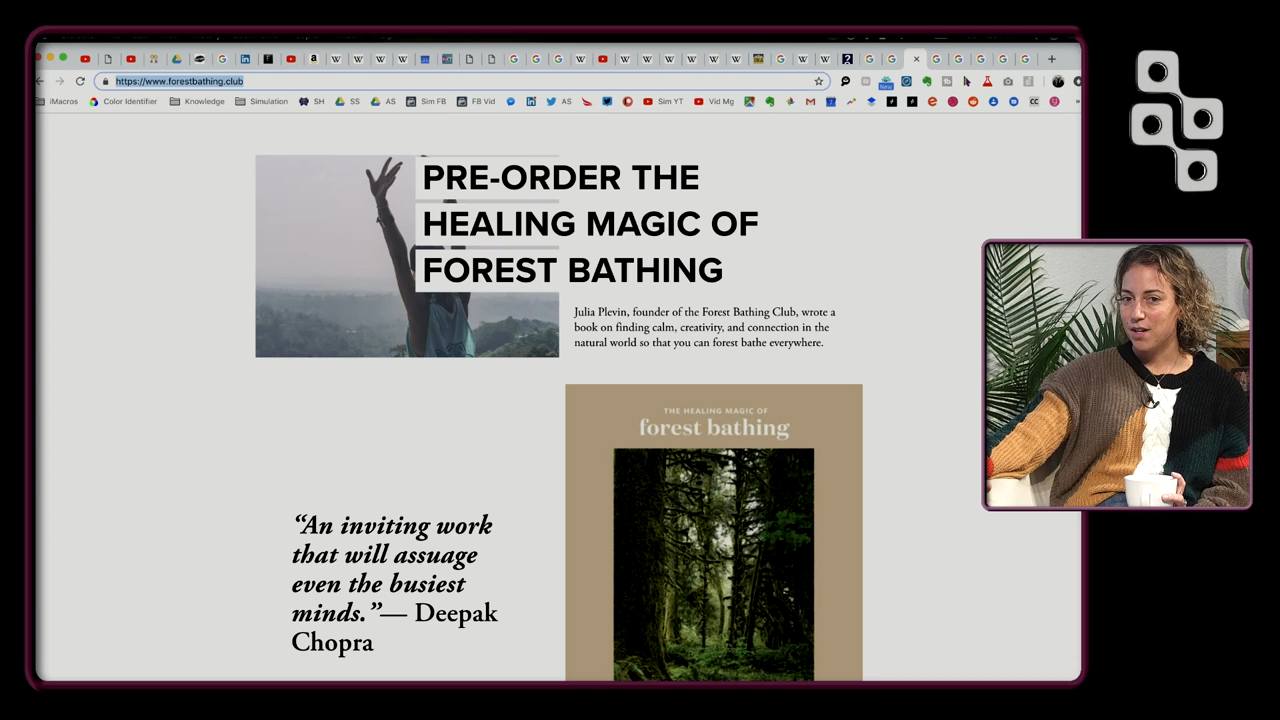 https://www.forestbathing.club
New
iMacros
Color Identifier
Knowledge
Simulation
SH
SS
AS
Sim FB
FB Vid
AS
Sim YT
Vid Mg
PRE-ORDER THE
HEALING MAGIC OF
FOREST BATHING
Julia Plevin, founder of the Forest Bathing Club, wrote a
book on finding calm, creativity, and connection in the
natural world so that you can forest bathe everywhere.
THE HEALING MAGIC OF
forest bathing
“An inviting work
that will assuage
even the busiest
minds.”— Deepak
Chopra